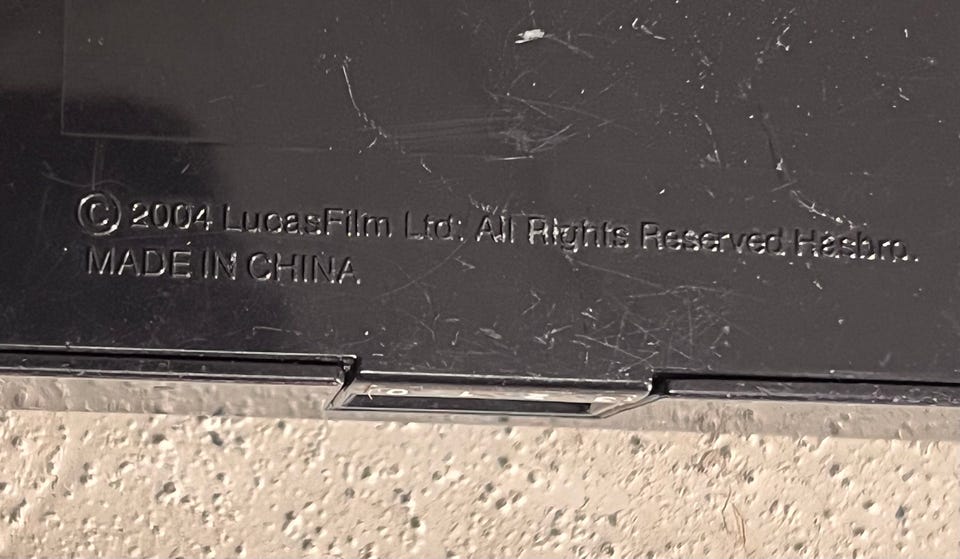 © 2004 LucasFilm Ltd. All Rights Reserved Hasbro.
MADE IN CHINA